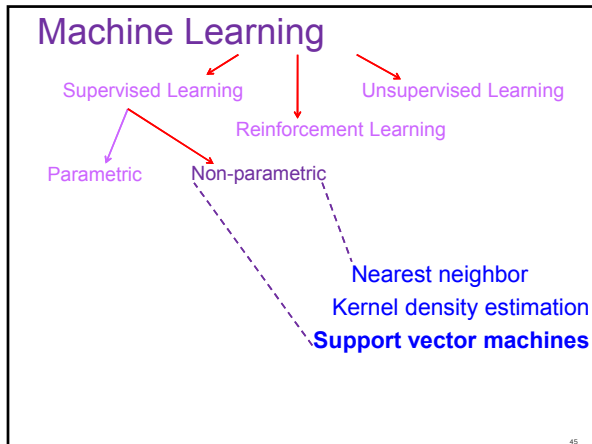 Machine Learning
Supervised Learning
Unsupervised Learning
Reinforcement Learning
Parametric
Non-parametric
Nearest neighbor
Kernel density estimation
Support vector machines
45